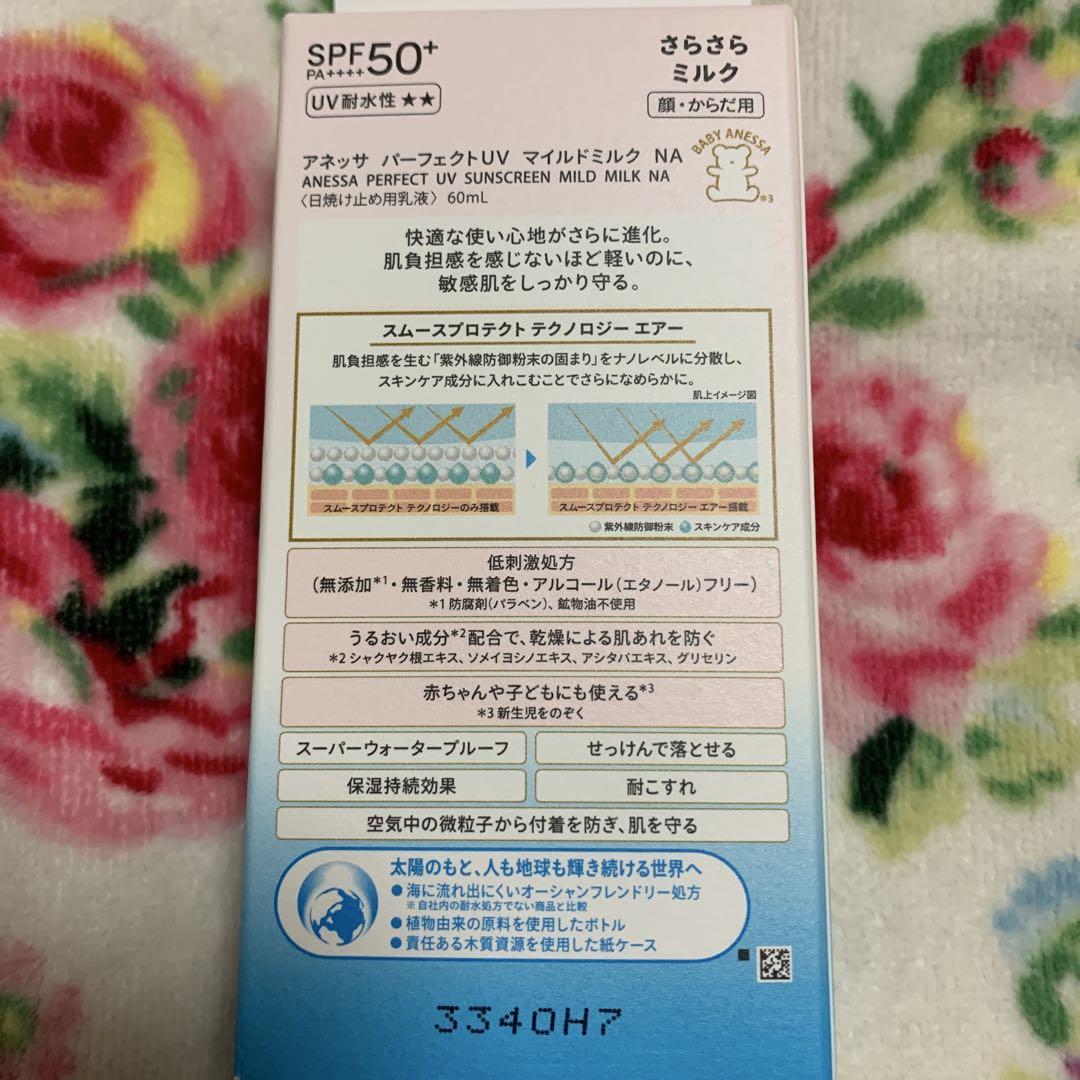 SPF50+
PA++++
UV耐水性★★
さらさら
ミルク
顔・からだ用
BABY ANESSA
*3
アネッサ パーフェクトUV マイルドミルク NA
ANESSA PERFECT UV SUNSCREEN MILD MILK NA
〈日焼け止め用乳液〉 60mL
快適な使い心地がさらに進化。
肌負担感を感じないほど軽いのに、
敏感肌をしっかり守る。
スムースプロテクト テクノロジー エアー
肌負担感を生む「紫外線防御粉末の固まり」をナノレベルに分散し、
スキンケア成分に入れこむことでさらになめらかに。
肌上イメージ図
スムースプロテクト テクノロジーのみ搭載
スムースプロテクト テクノロジー エアー搭載
紫外線防御粉末 スキンケア成分
低刺激処方
(無添加*1・無香料・無着色・アルコール(エタノール)フリー)
*1 防腐剤(パラベン)、鉱物油不使用
うるおい成分*2配合で、乾燥による肌あれを防ぐ
*2 シャクヤク根エキス、ソメイヨシノエキス、アシタバエキス、グリセリン
赤ちゃんや子どもにも使える*3
*3 新生児をのぞく
スーパーウォータープルーフ
せっけんで落とせる
保湿持続効果
耐こすれ
空気中の微粒子から付着を防ぎ、肌を守る
太陽のもと、人も地球も輝き続ける世界へ
●海に流れ出にくいオーシャンフレンドリー処方
※自社内の耐水処方でない商品と比較
●植物由来の原料を使用したボトル
●責任ある木質資源を使用した紙ケース
3340H7